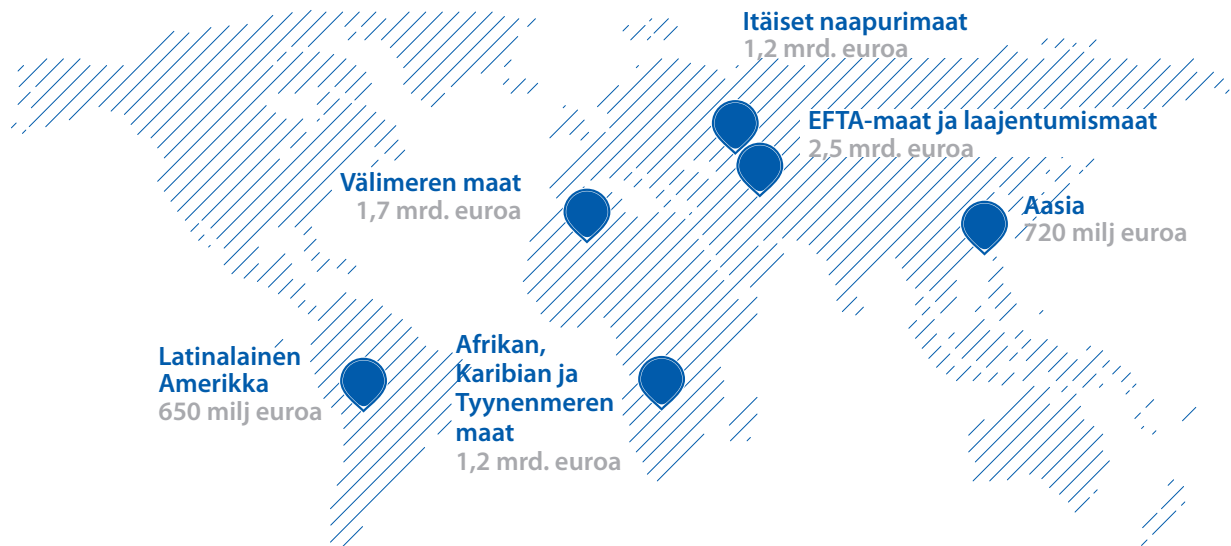 Itäiset naapurimaat
1,2 mrd. euroa
EFTA-maat ja laajentumismaat
2,5 mrd. euroa
Välimeren maat
1,7 mrd. euroa
Aasia
720 milj euroa
Latinalainen
Amerikka
650 milj euroa
Afrikan,
Karibian ja
Tyynenmeren
maat
1,2 mrd. euroa